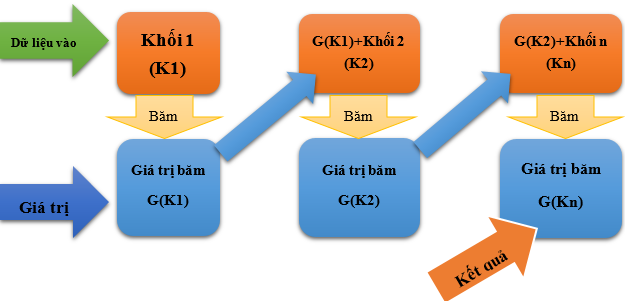 Dữ liệu vào
Khối 1
(K1)
G(K1)+Khối 2
(K2)
G(K2)+Khối n
(Kn)
Băm
Băm
Băm
Giá trị
Giá trị băm
G(K1)
Giá trị băm
G(K2)
Giá trị băm
G(Kn)
Kết quả